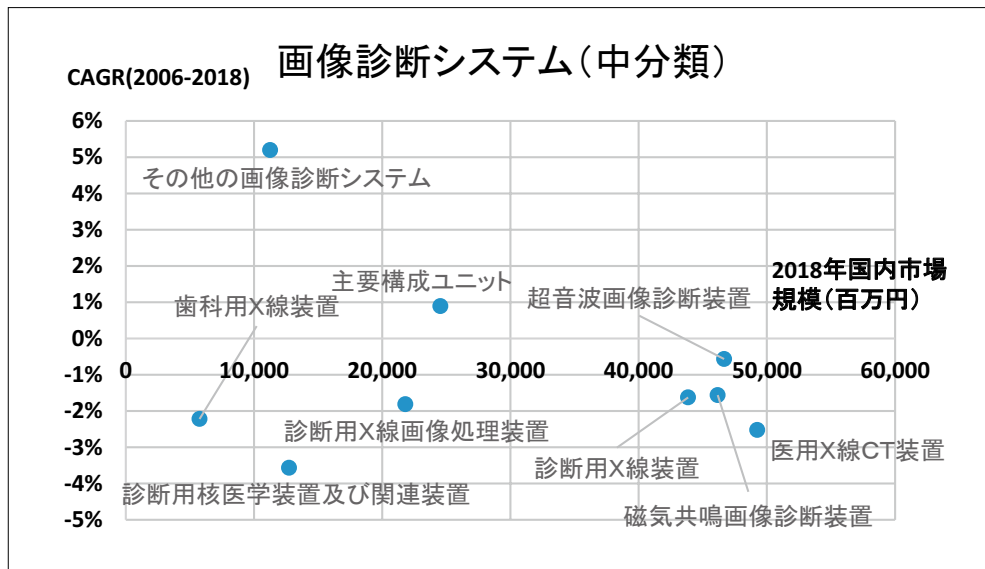 画像診断システム（中分類）
CAGR(2006-2018)
6%
5%
その他の画像診断システム
4%
3%
2%
2018年国内市場
規模（百万円）
主要構成ユニット
超音波画像診断装置
歯科用X線装置
1%
0%
0
10,000
20,000
30,000
40,000
50,000
60,000
-1%
-2%
診断用X線画像処理装置
-3%
診断用X線装置
医用X線CT装置
-4%
診断用核医学装置及び関連装置
磁気共鳴画像診断装置
-5%